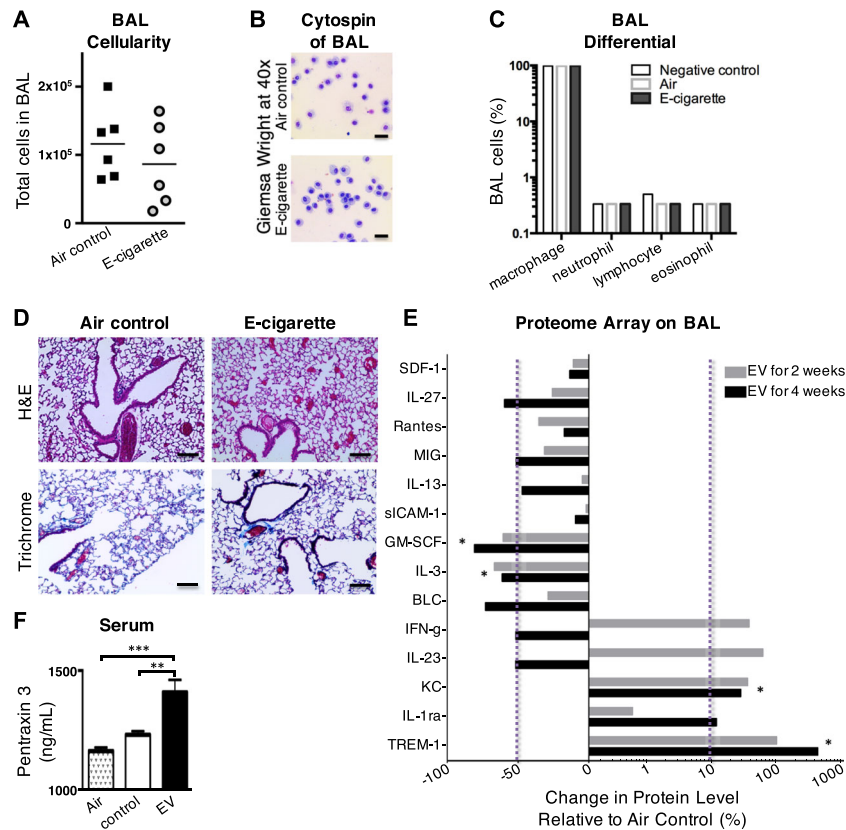 A
BAL
Cellularity
Total cells in BAL
2x10⁵
1x10⁵
0
Air control
E-cigarette
B
Cytospin
of BAL
Giemsa Wright at 40x
Air control
E-cigarette
C
BAL
Differential
BAL cells (%)
100
10
1
0.1
Negative control
Air
E-cigarette
macrophage
neutrophil
lymphocyte
eosinophil
D
Air control
E-cigarette
H&E
Trichrome
E
Proteome Array on BAL
EV for 2 weeks
EV for 4 weeks
SDF-1
IL-27
Rantes
MIG
IL-13
sICAM-1
* GM-SCF
* IL-3
BLC
IFN-g
IL-23
KC *
IL-1ra
TREM-1 *
-100 -50 0 1 10 100 1000
Change in Protein Level
Relative to Air Control (%)
F
Serum
Pentraxin 3
(ng/mL)
1500
1000
***
**
Air
control
EV